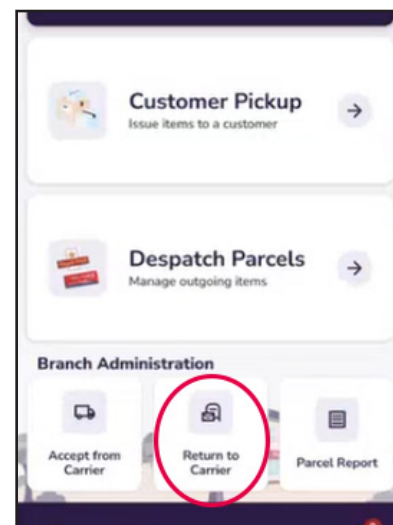 Customer Pickup
Issue items to a customer
Despatch Parcels
Manage outgoing items
Branch Administration
Accept from
Carrier
Return to
Carrier
Parcel Report